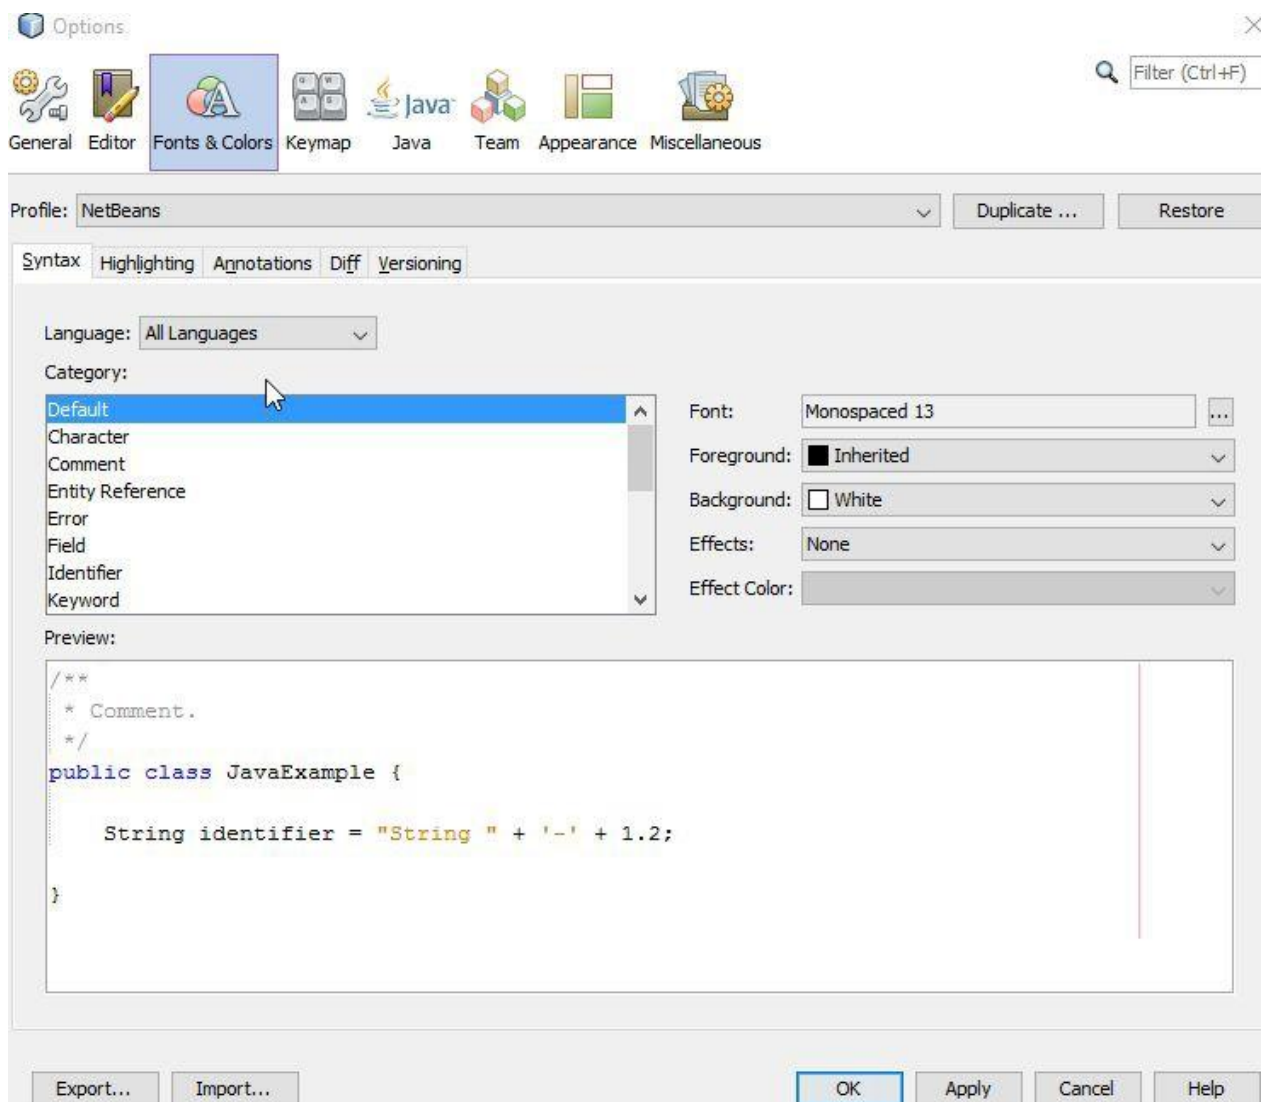 Options
Filter (Ctrl+F)
General Editor Fonts & Colors Keymap Java Java Team Appearance Miscellaneous
Profile: NetBeans Duplicate ... Restore
Syntax Highlighting Annotations Diff Versioning
Language: All Languages
Category:
Default
Character
Comment
Entity Reference
Error
Field
Identifier
Keyword
Font: Monospaced 13 ...
Foreground: Inherited
Background: White
Effects: None
Effect Color:
Preview:
/**
* Comment.
*/
public class JavaExample {
String identifier = "String " + '-' + 1.2;
}
Export... Import... OK Apply Cancel Help